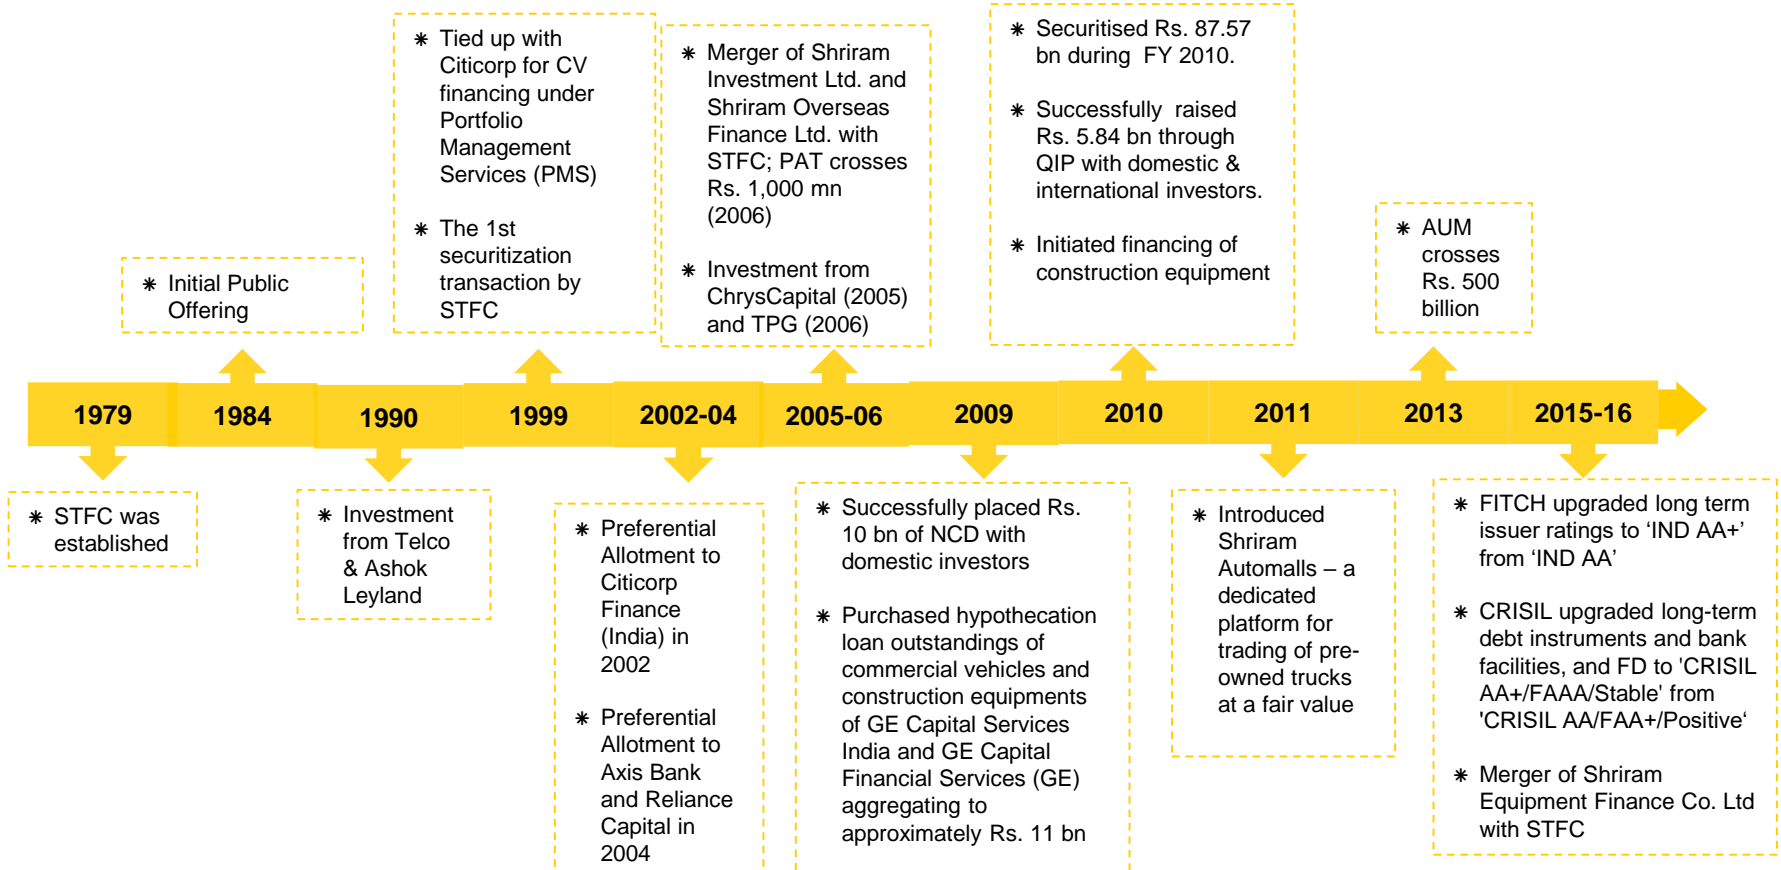 * Tied up with
Citicorp for CV
financing under
Portfolio
Management
Services (PMS)
* The 1st
securitization
transaction by
STFC
* Merger of Shriram
Investment Ltd. and
Shriram Overseas
Finance Ltd. with
STFC; PAT crosses
Rs. 1,000 mn
(2006)
* Investment from
ChrysCapital (2005)
and TPG (2006)
* Securitised Rs. 87.57
bn during FY 2010.
* Successfully raised
Rs. 5.84 bn through
QIP with domestic &
international investors.
* Initiated financing of
construction equipment
* AUM
crosses
Rs. 500
billion
* Initial Public
Offering
1979
1984
1990
1999
2002-04
2005-06
2009
2010
2011
2013
2015-16
* STFC was
established
* Investment
from Telco
& Ashok
Leyland
* Preferential
Allotment to
Citicorp
Finance
(India) in
2002
* Preferential
Allotment to
Axis Bank
and Reliance
Capital in
2004
* Successfully placed Rs.
10 bn of NCD with
domestic investors
* Purchased hypothecation
loan outstandings of
commercial vehicles and
construction equipments
of GE Capital Services
India and GE Capital
Financial Services (GE)
aggregating to
approximately Rs. 11 bn
* Introduced
Shriram
Automalls – a
dedicated
platform for
trading of pre-
owned trucks
at a fair value
* FITCH upgraded long term
issuer ratings to ‘IND AA+’
from ‘IND AA’
* CRISIL upgraded long-term
debt instruments and bank
facilities, and FD to 'CRISIL
AA+/FAAA/Stable' from
'CRISIL AA/FAA+/Positive‘
* Merger of Shriram
Equipment Finance Co. Ltd
with STFC